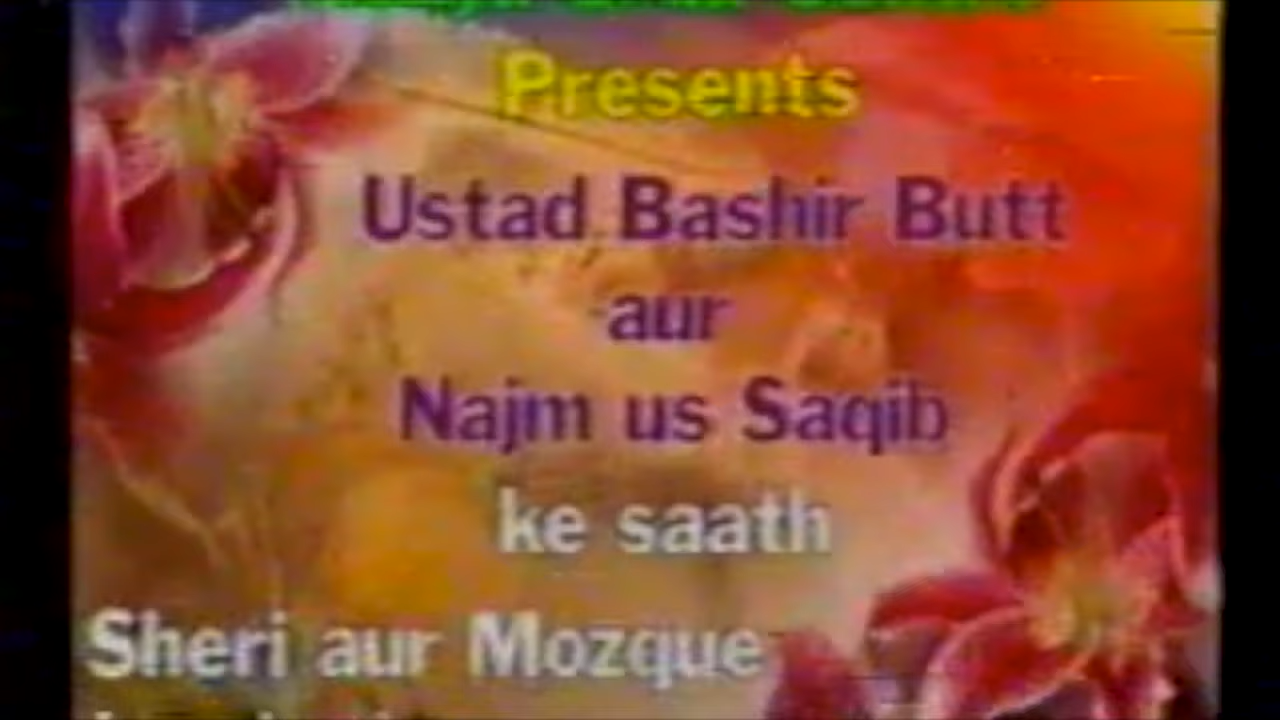 Presents
Ustad Bashir Butt
aur
Najm us Saqib
ke saath
Sheri aur Mozque